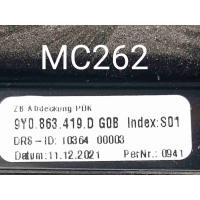 MC262
ZB Abdeckung PDK
9Y0.863.419.D G0B Index:S01
DRS-ID: 10364 00003
Datum:11.12.2021 PerNr.: 0941